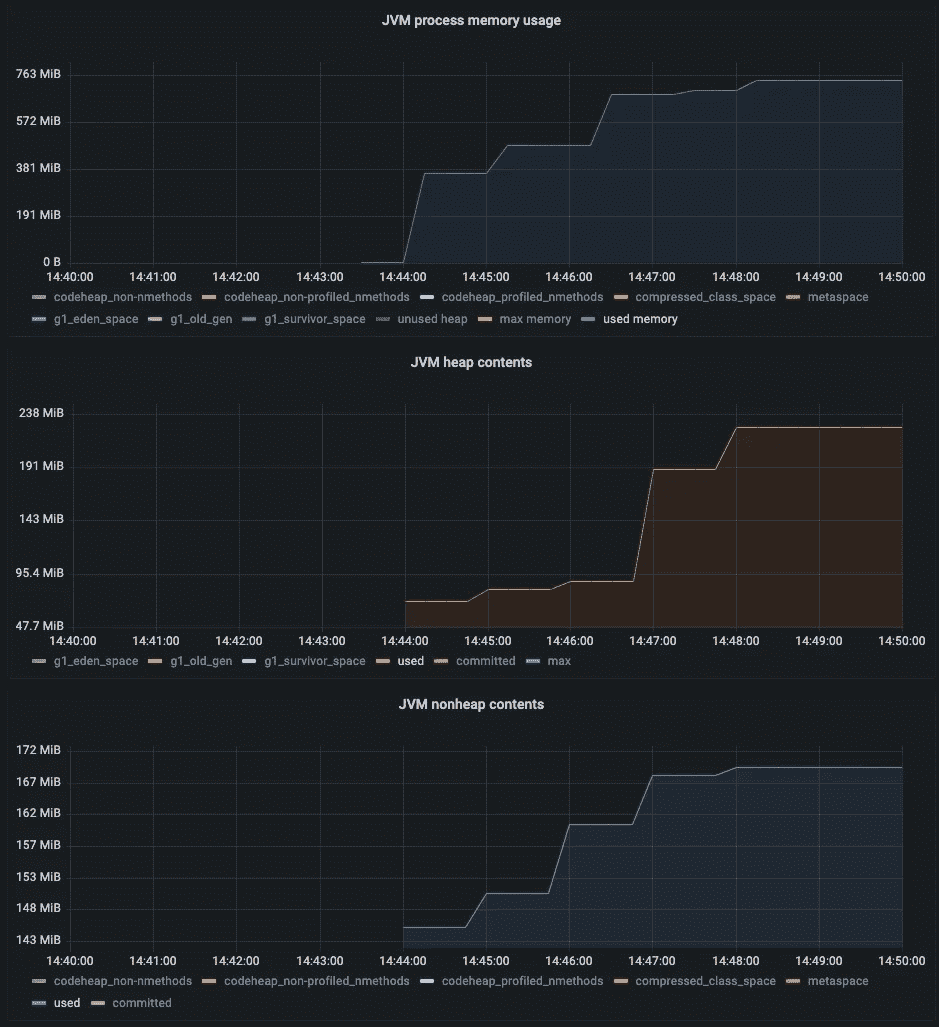 JVM process memory usage
763 MiB
572 MiB
381 MiB
191 MiB
0 B
14:40:00 14:41:00 14:42:00 14:43:00 14:44:00 14:45:00 14:46:00 14:47:00 14:48:00 14:49:00 14:50:00
codeheap_non-nmethods codeheap_non-profiled_nmethods codeheap_profiled_nmethods compressed_class_space metaspace
g1_eden_space g1_old_gen g1_survivor_space unused heap max memory used memory
JVM heap contents
238 MiB
191 MiB
143 MiB
95.4 MiB
47.7 MiB
14:40:00 14:41:00 14:42:00 14:43:00 14:44:00 14:45:00 14:46:00 14:47:00 14:48:00 14:49:00 14:50:00
g1_eden_space g1_old_gen g1_survivor_space used committed max
JVM nonheap contents
172 MiB
167 MiB
162 MiB
157 MiB
153 MiB
148 MiB
143 MiB
14:40:00 14:41:00 14:42:00 14:43:00 14:44:00 14:45:00 14:46:00 14:47:00 14:48:00 14:49:00 14:50:00
codeheap_non-nmethods codeheap_non-profiled_nmethods codeheap_profiled_nmethods compressed_class_space metaspace
used committed